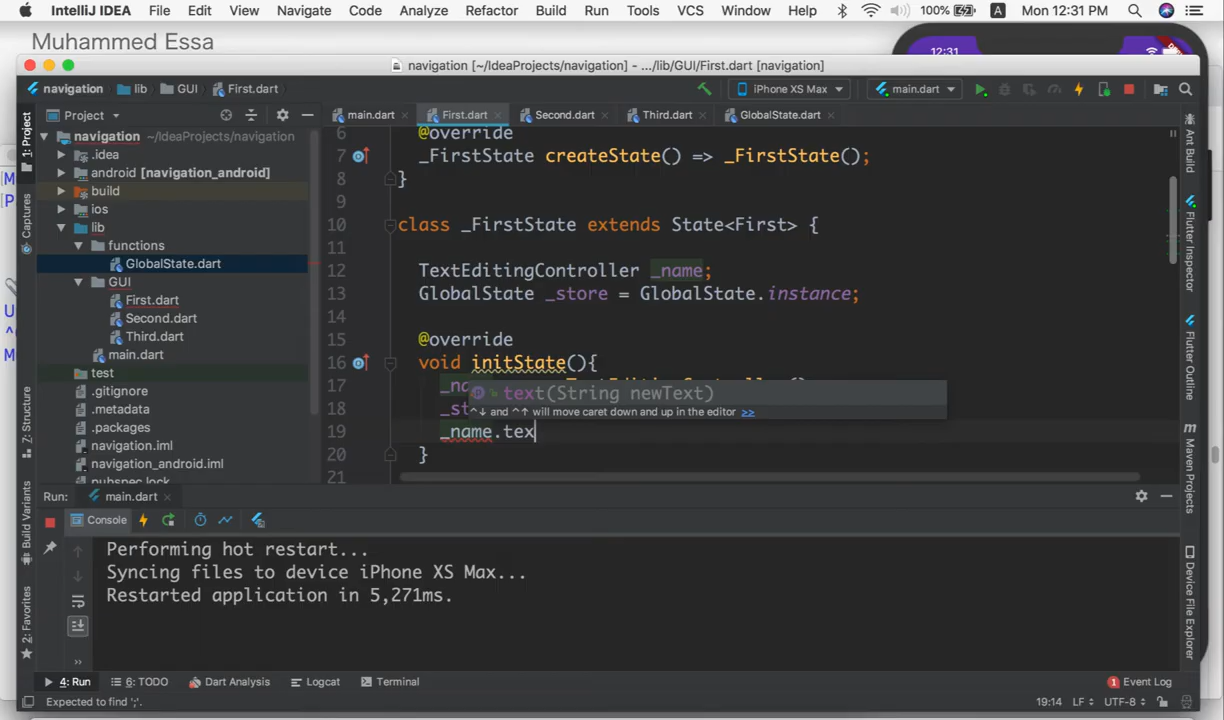 IntelliJ IDEA File Edit View Navigate Code Analyze Refactor Build Run Tools VCS Window Help 100% A Mon 12:31 PM
Muhammed Essa
12:31
navigation [~/IdeaProjects/navigation] - .../lib/GUI/First.dart [navigation]
navigation lib GUI First.dart iPhone XS Max main.dart
Project main.dart First.dart Second.dart Third.dart GlobalState.dart
1: Project
Captures
7: Structure
Build Variants
2: Favorites
navigation ~/IdeaProjects/navigation
.idea
android [navigation_android]
build
ios
lib
functions
GlobalState.dart
GUI
First.dart
Second.dart
Third.dart
main.dart
test
.gitignore
.metadata
.packages
navigation.iml
navigation_android.iml
pubspec.lock
6 @override
7 _FirstState createState() => _FirstState();
8 }
9
10 class _FirstState extends State<First> {
11
12 TextEditingController _name;
13 GlobalState _store = GlobalState.instance;
14
15 @override
16 void initState(){
17 _na
text(String newText)
18 _st
^↓ and ^↑ will move caret down and up in the editor >>
19 _name.tex
20 }
21
Ant Build
Flutter Inspector
Flutter Outline
Maven Projects
Device File Explorer
Run: main.dart
Console
Performing hot restart...
Syncing files to device iPhone XS Max...
Restarted application in 5,271ms.
4: Run 6: TODO Dart Analysis Logcat Terminal 1 Event Log
Expected to find ';'. 19:14 LF UTF-8